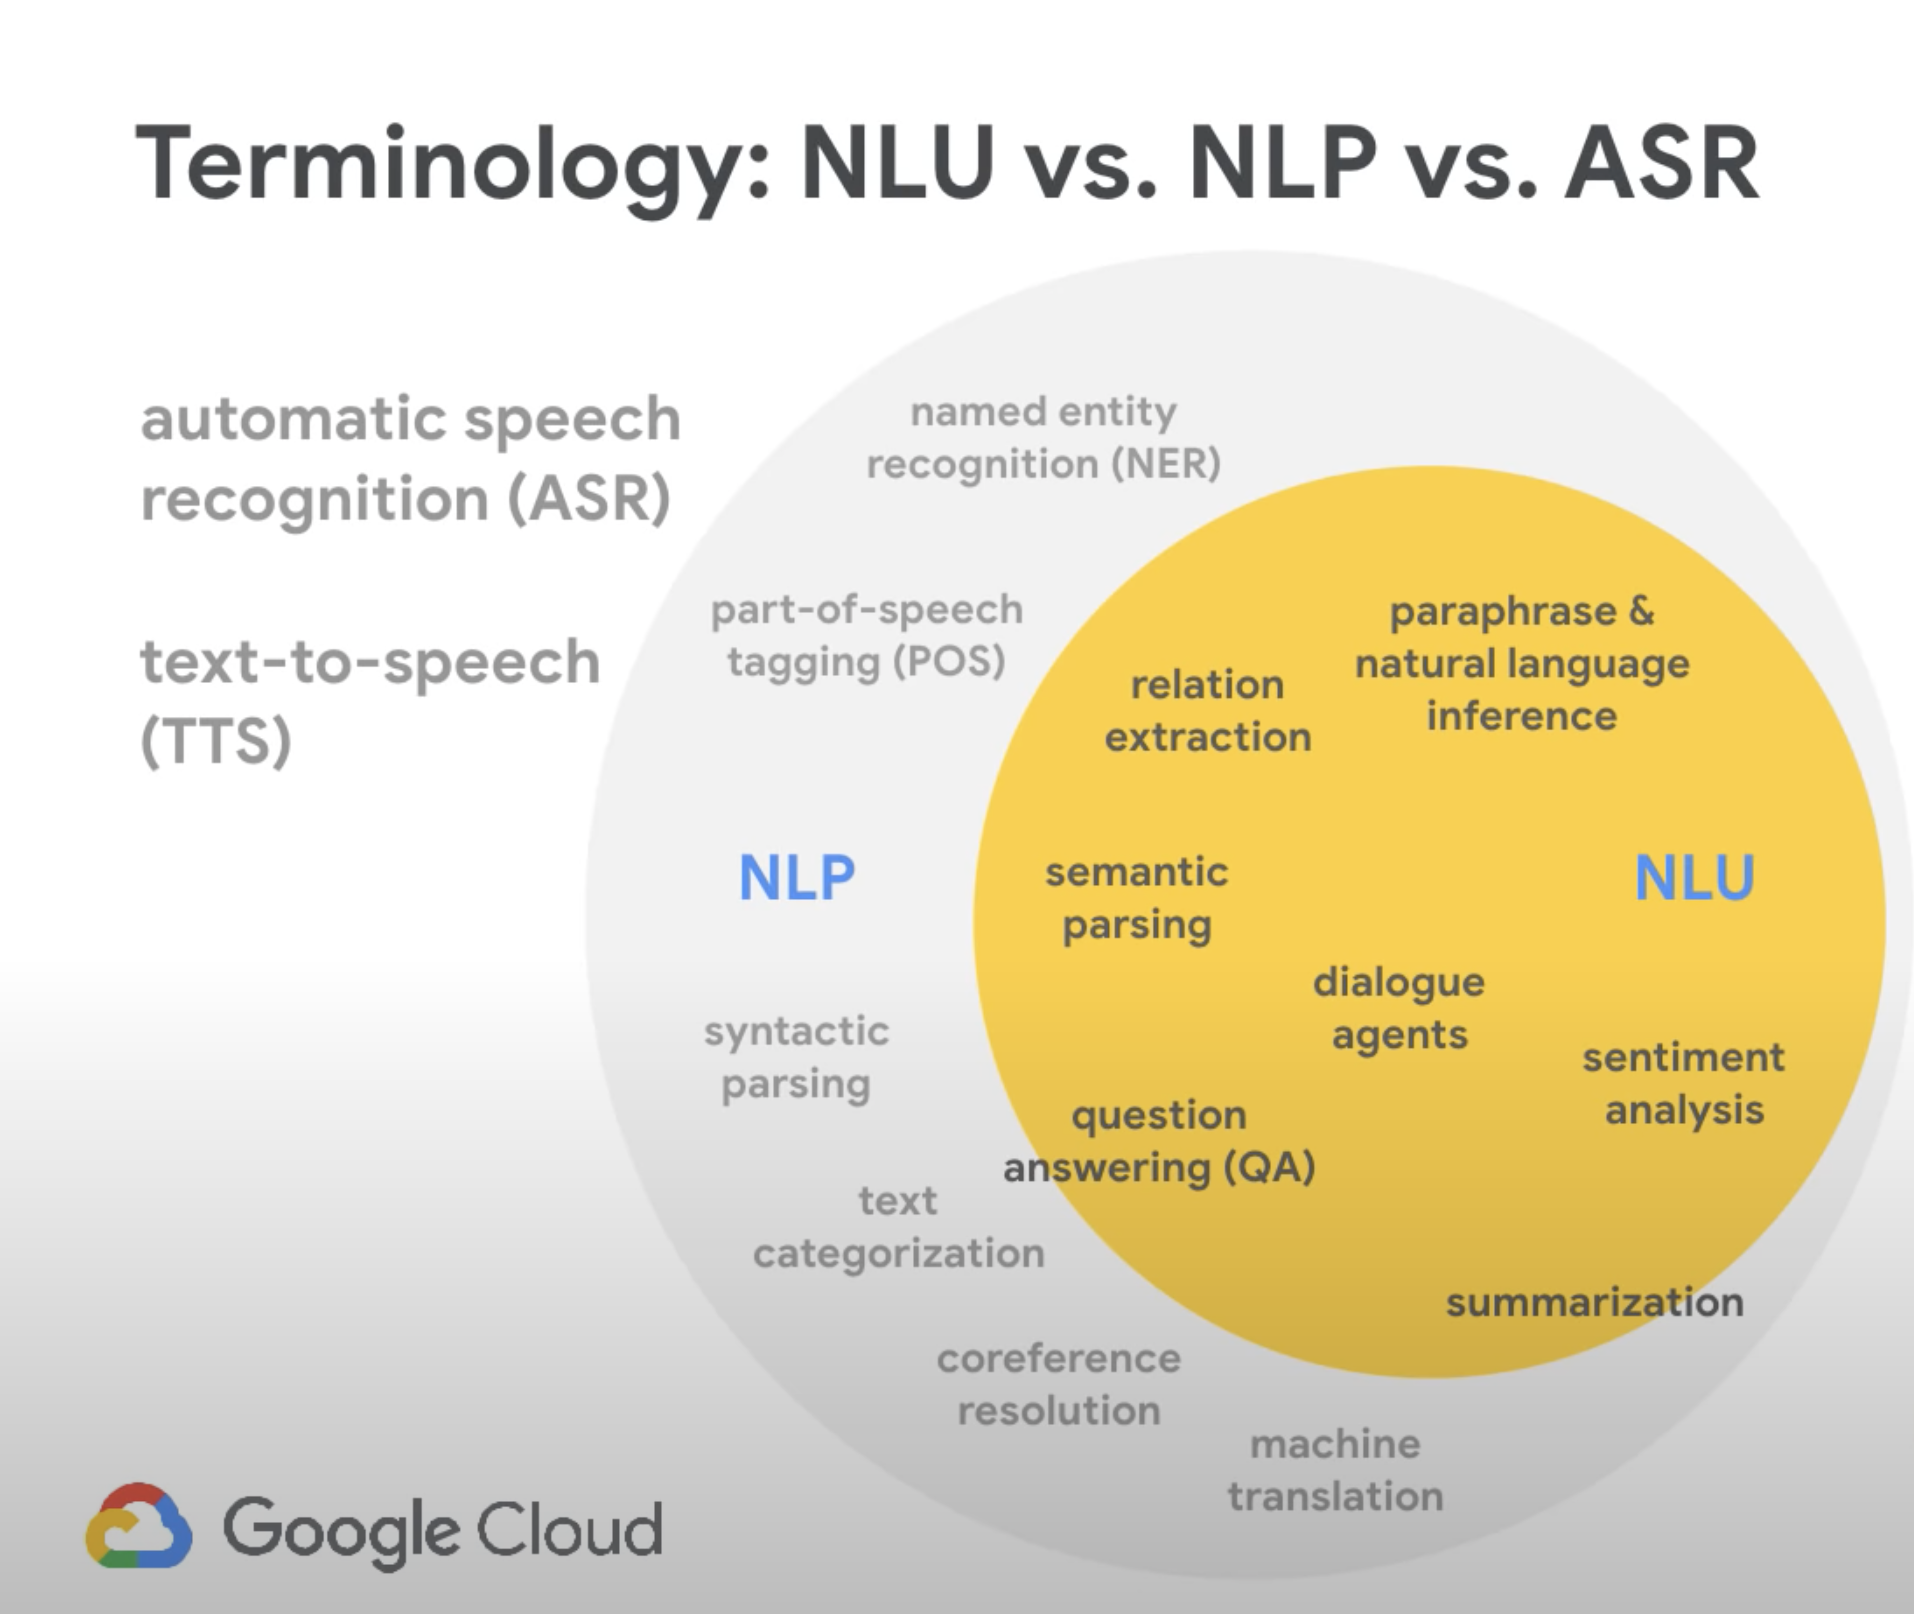 Terminology: NLU vs. NLP vs. ASR
automatic speech
recognition (ASR)
text-to-speech
(TTS)
named entity
recognition (NER)
part-of-speech
tagging (POS)
relation
extraction
paraphrase &
natural language
inference
NLP
semantic
parsing
NLU
dialogue
agents
syntactic
parsing
sentiment
analysis
question
answering (QA)
text
categorization
summarization
coreference
resolution
machine
translation
Google Cloud